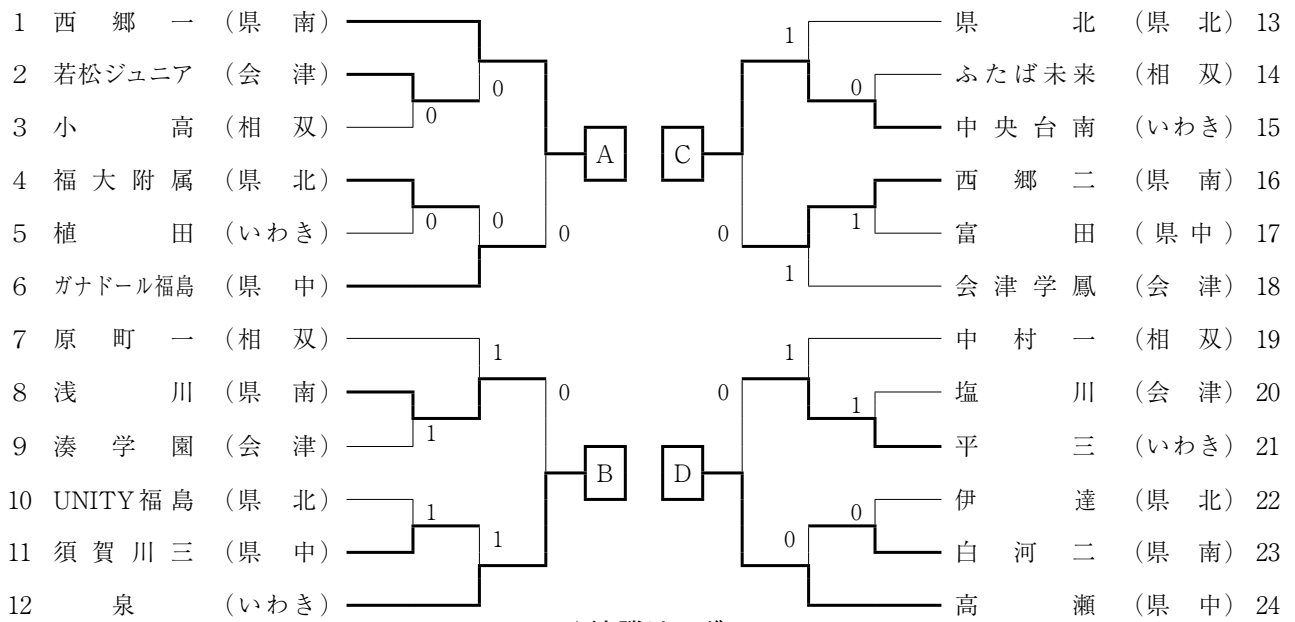 1 西郷一 (県南)
2 若松ジュニア (会津)
3 小高 (相双)
4 福大附属 (県北)
5 植田 (いわき)
6 ガナドール福島 (県中)
7 原町一 (相双)
8 浅川 (県南)
9 湊学園 (会津)
10 UNITY福島 (県北)
11 須賀川三 (県中)
12 泉 (いわき)
0
0
0
0
0
1
1
0
1
1
A
B
C
D
1
0
1
0
1
1
1
0
0
0
県北 (県北) 13
ふたば未来 (相双) 14
中央台南 (いわき) 15
西郷二 (県南) 16
富田 (県中) 17
会津学鳳 (会津) 18
中村一 (相双) 19
塩川 (会津) 20
平三 (いわき) 21
伊達 (県北) 22
白河二 (県南) 23
高瀬 (県中) 24